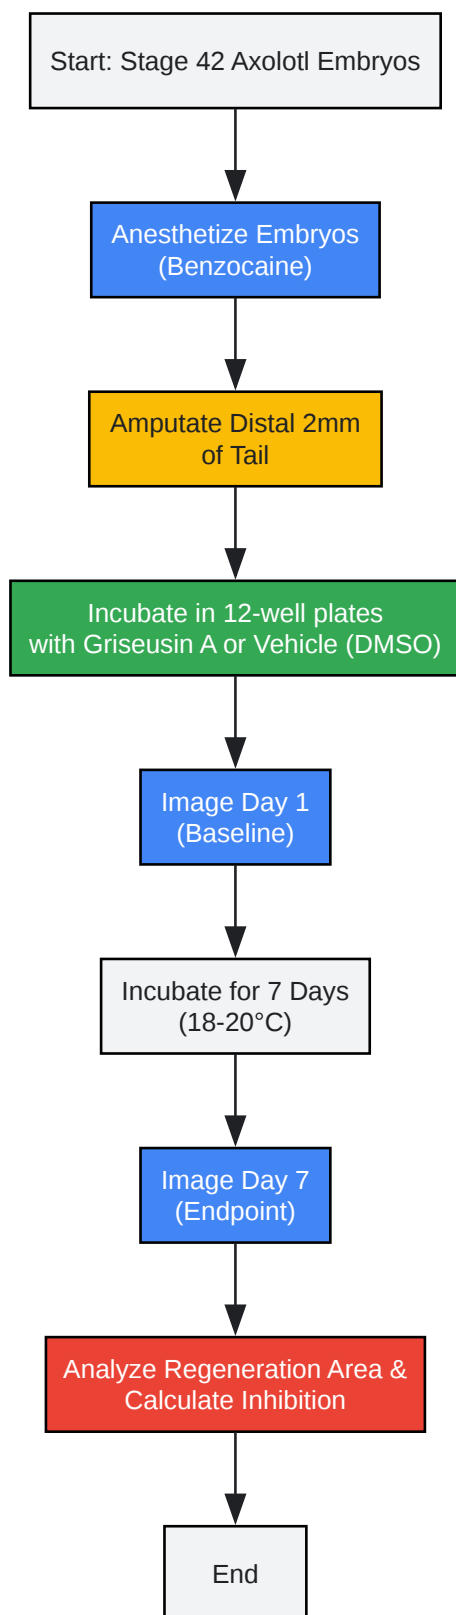 Start: Stage 42 Axolotl Embryos
Anesthetize Embryos
(Benzocaine)
Amputate Distal 2mm
of Tail
Incubate in 12-well plates
with Griseusin A or Vehicle (DMSO)
Image Day 1
(Baseline)
Incubate for 7 Days
(18-20°C)
Image Day 7
(Endpoint)
Analyze Regeneration Area &
Calculate Inhibition
End